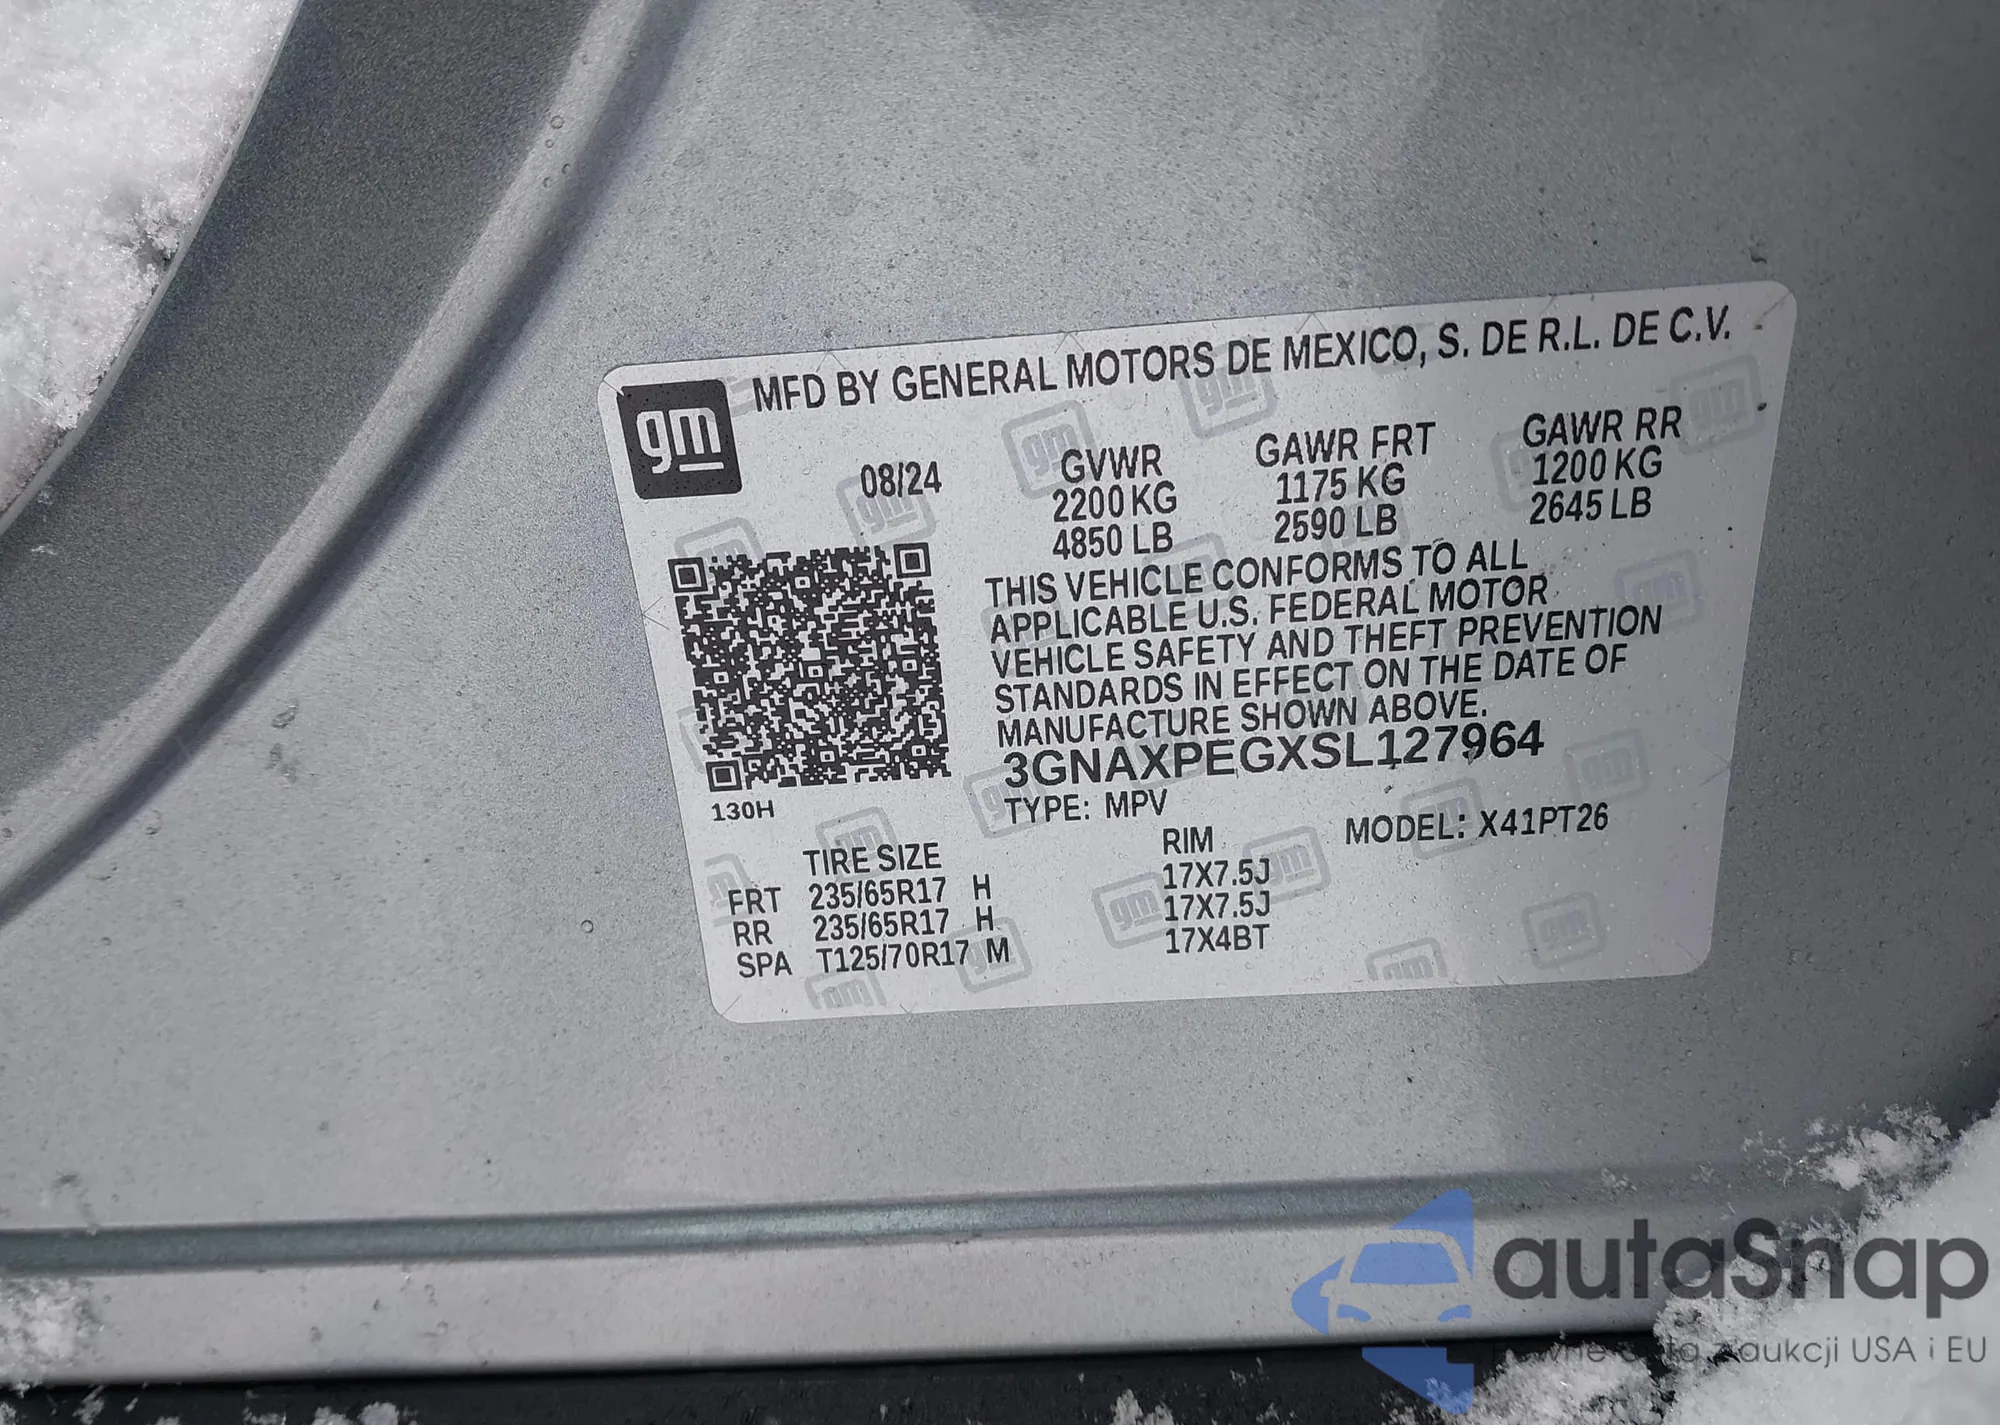 gm
MFD BY GENERAL MOTORS DE MEXICO, S. DE R.L. DE C.V.
08/24
GVWR GAWR FRT GAWR RR
2200 KG 1175 KG 1200 KG
4850 LB 2590 LB 2645 LB
THIS VEHICLE CONFORMS TO ALL
APPLICABLE U.S. FEDERAL MOTOR
VEHICLE SAFETY AND THEFT PREVENTION
STANDARDS IN EFFECT ON THE DATE OF
MANUFACTURE SHOWN ABOVE.
3GNAXPEGXSL127964
130H
TYPE: MPV MODEL: X41PT26
TIRE SIZE RIM
FRT 235/65R17 H 17X7.5J
RR 235/65R17 H 17X7.5J
SPA T125/70R17 M 17X4BT
autaSnap
aukcji USA i EU